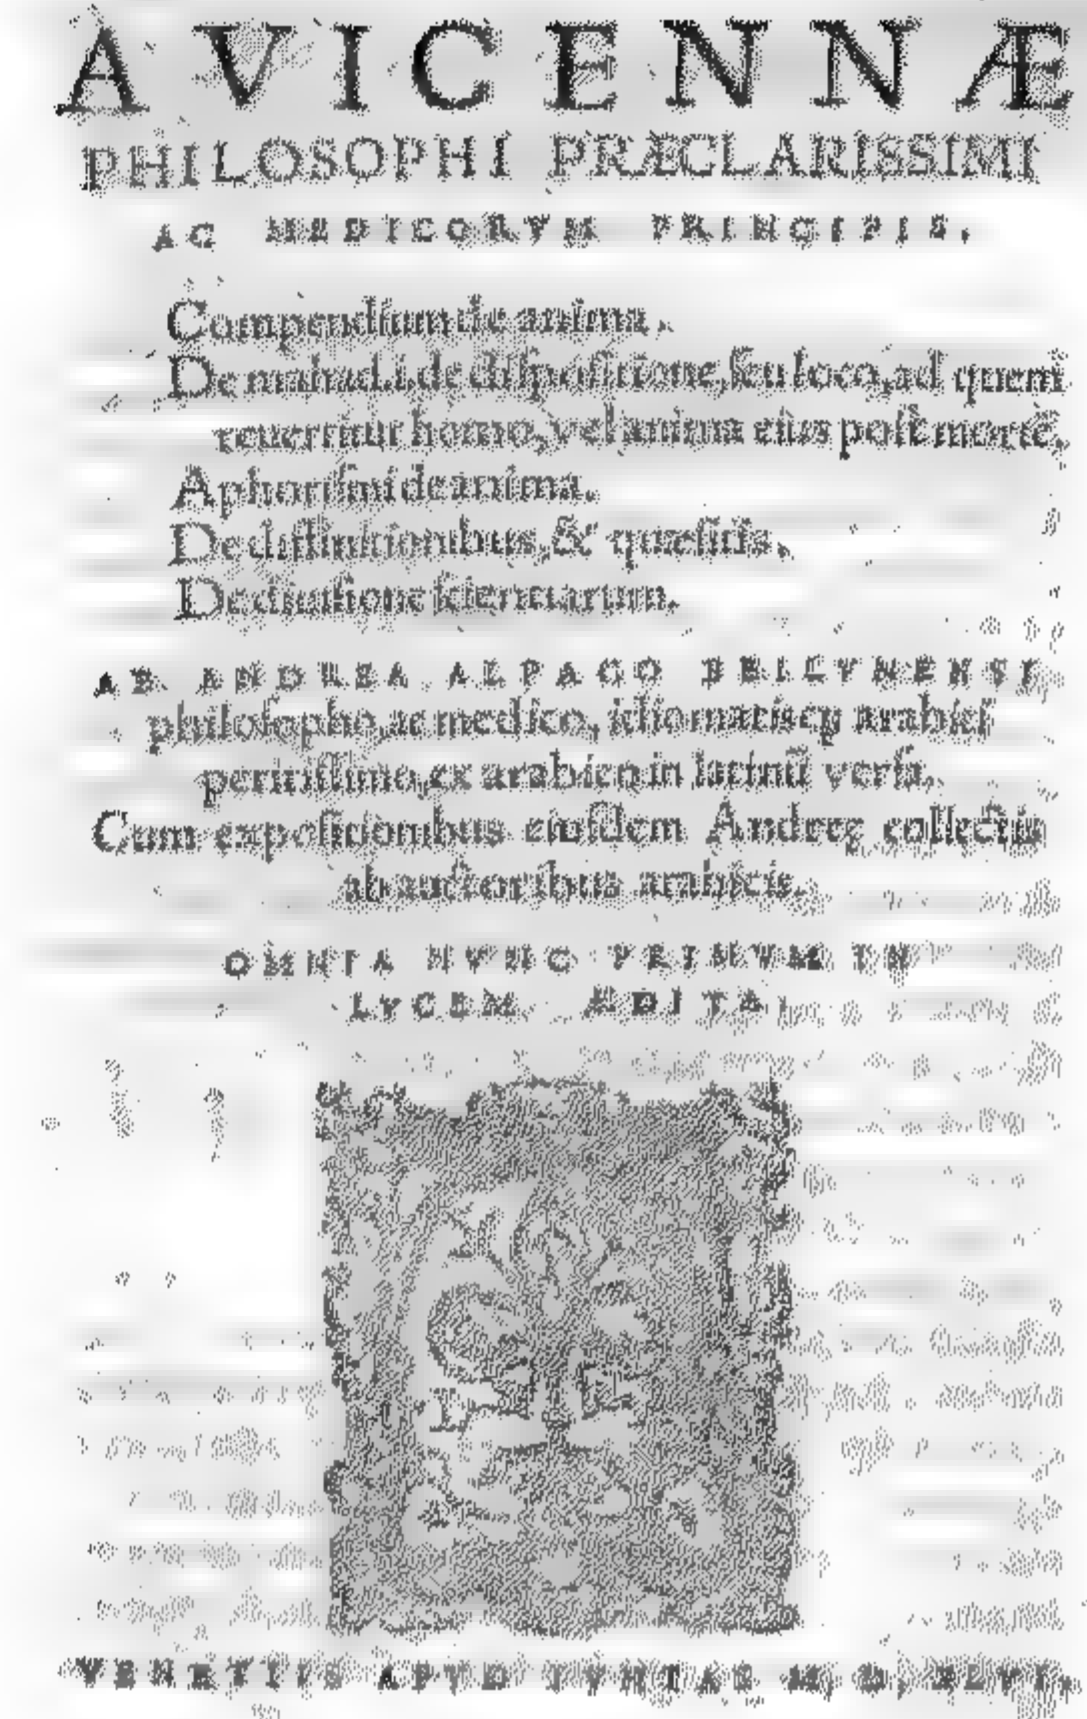 AVICENNÆ
PHILOSOPHI PRÆCLARISSIMI
AC MEDICORVM PRINCIPIS.
Compendium de anima.
De mahad.i.de dispositione, seu loco, ad quem
reuertitur homo, vel anima eius post morte,
Aphorismi de anima.
De diffinitionibus, & quæsitis.
De diuisione scientiarum.
AB ANDREA ALPAGO BELLVNENSI
philosopho, ac medico, idiomatisq; arabici
peritissimo, ex arabico in latinū versa.
Cum expositionibus eiusdem Andreę collectis
ab auctoribus arabicis.
OMNIA NVNC PRIMVM IN
LVCEM ÆDITA.
VENETIIS APVD IVNTAS M, D, XLVI.